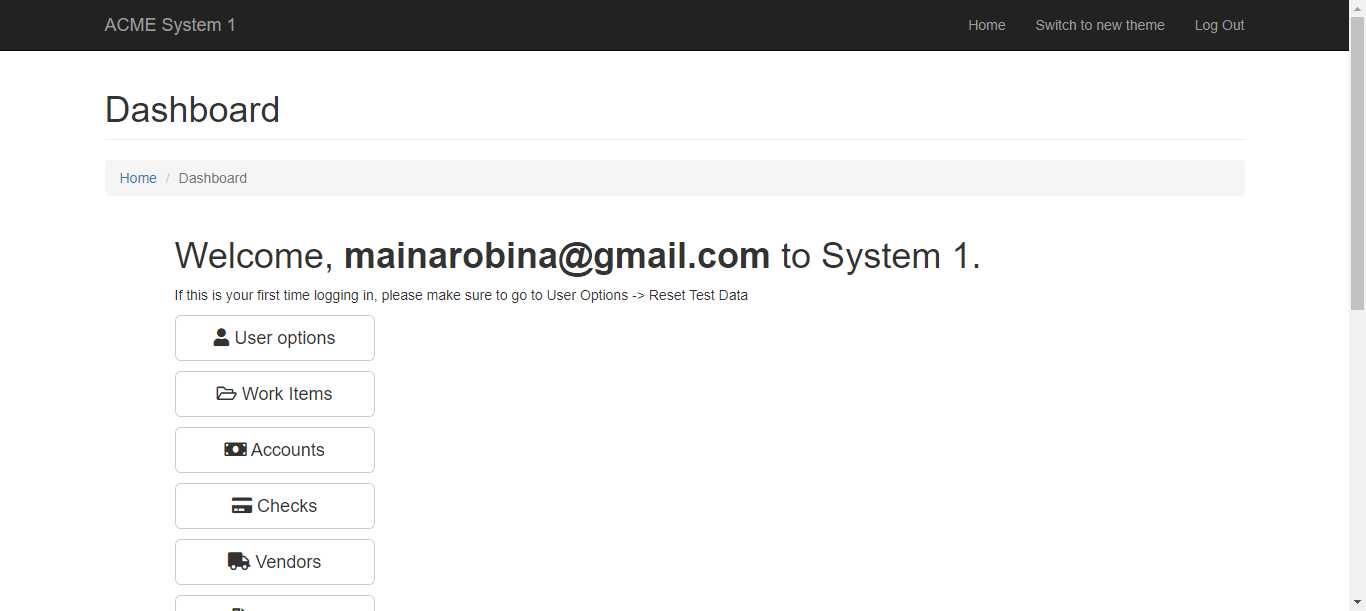 ACME System 1
Home Switch to new theme Log Out
Dashboard
Home / Dashboard
Welcome, mainarobina@gmail.com to System 1.
If this is your first time logging in, please make sure to go to User Options -> Reset Test Data
User options
Work Items
Accounts
Checks
Vendors